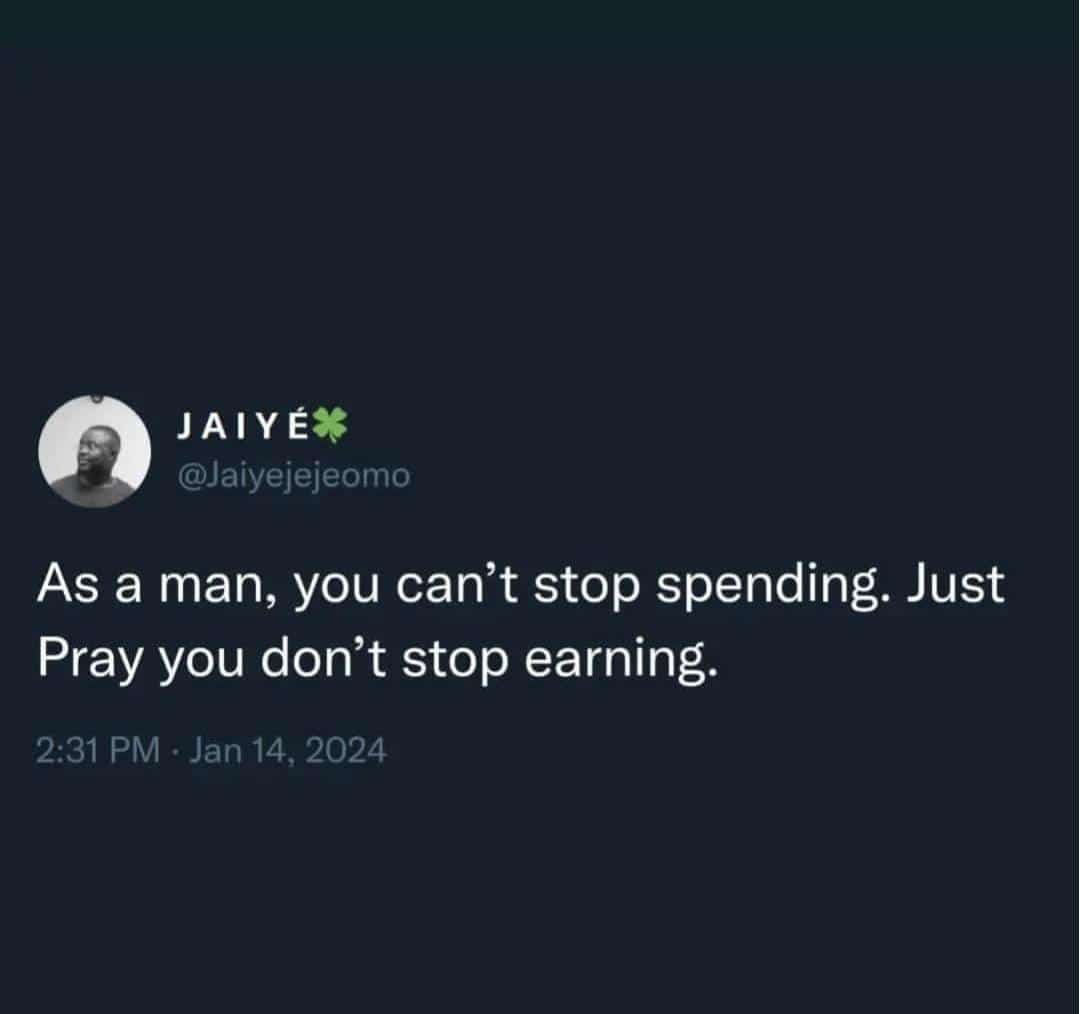 JAIYÉ🍀
@Jaiyejejeomo
As a man, you can’t stop spending. Just
Pray you don’t stop earning.
2:31 PM · Jan 14, 2024